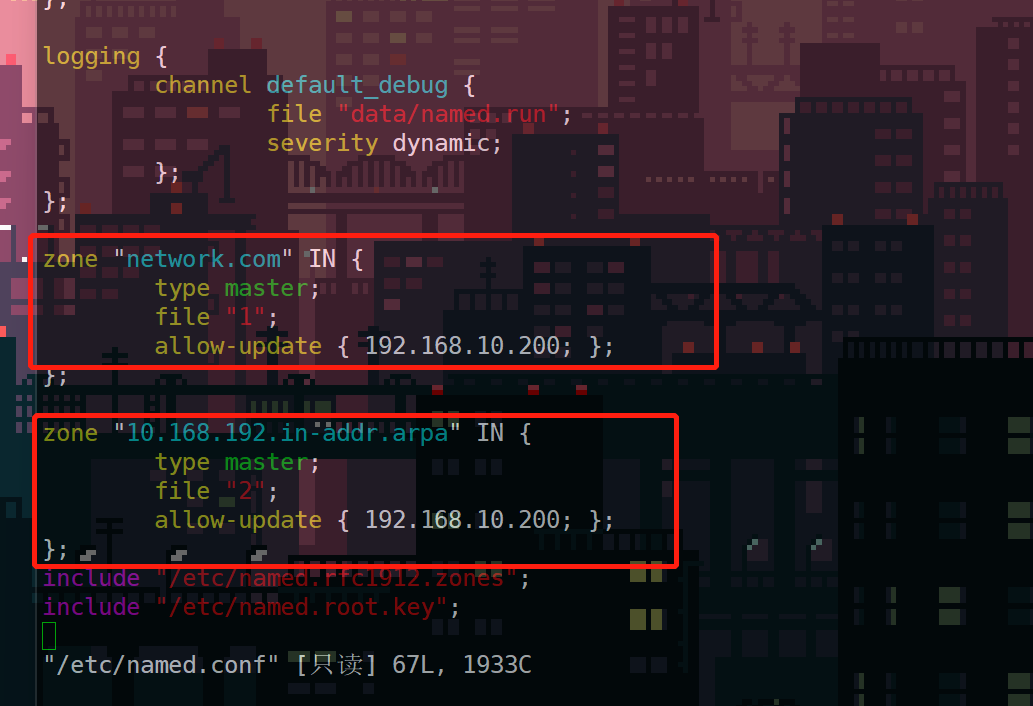 };
logging {
channel default_debug {
file "data/named.run";
severity dynamic;
};
};
zone "network.com" IN {
type master;
file "1";
allow-update { 192.168.10.200; };
};
zone "10.168.192.in-addr.arpa" IN {
type master;
file "2";
allow-update { 192.168.10.200; };
};
include "/etc/named.rfc1912.zones";
include "/etc/named.root.key";
"/etc/named.conf" [只读] 67L, 1933C